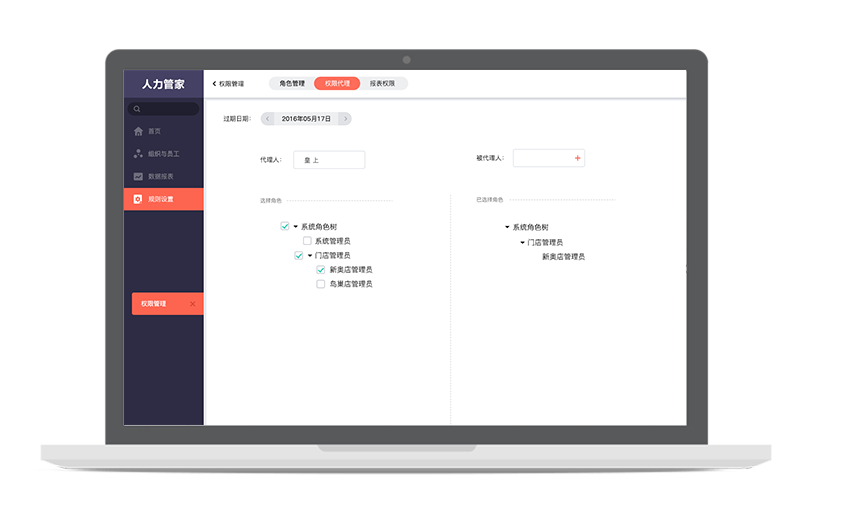 人力管家
权限管理
角色管理
权限代理
报表权限
首页
组织与员工
数据报表
规则设置
权限管理
过期日期:
2016年05月17日
代理人:
皇上
被代理人:
选择角色
系统角色树
系统管理员
门店管理员
新奥店管理员
鸟巢店管理员
已选择角色
系统角色树
门店管理员
新奥店管理员